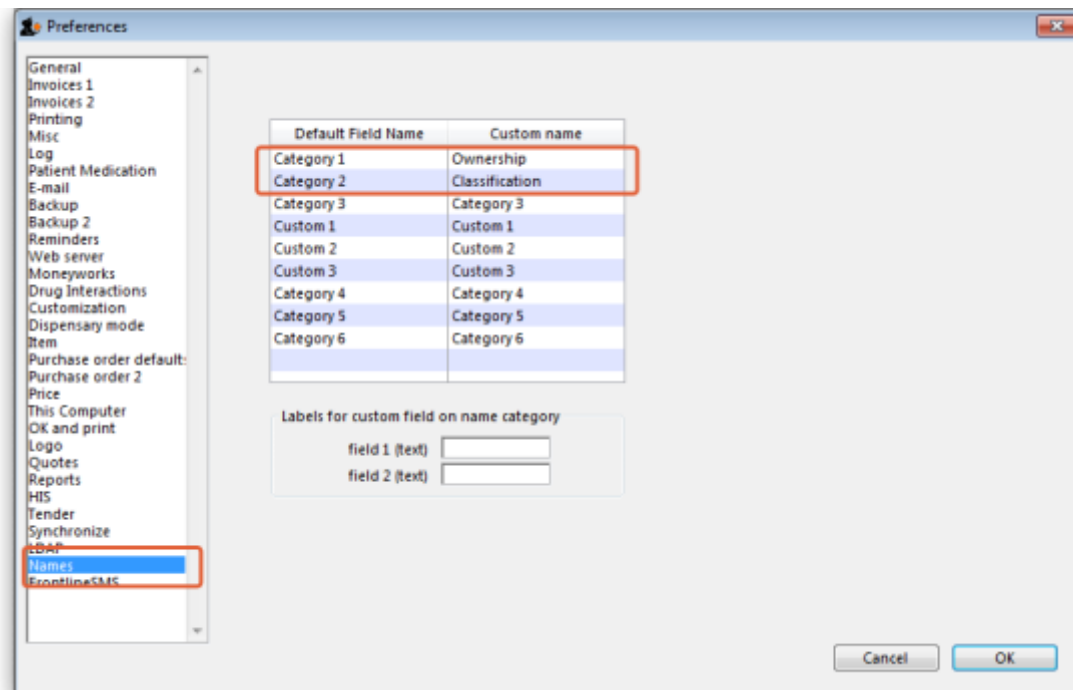 Preferences
General
Invoices 1
Invoices 2
Printing
Misc
Log
Patient Medication
E-mail
Backup
Backup 2
Reminders
Web server
Moneyworks
Drug Interactions
Customization
Dispensary mode
Item
Purchase order default:
Purchase order 2
Price
This Computer
OK and print
Logo
Quotes
Reports
HIS
Tender
Synchronize
LDAP
Names
FrontlineSMS
Default Field Name Custom name
Category 1 Ownership
Category 2 Classification
Category 3 Category 3
Custom 1 Custom 1
Custom 2 Custom 2
Custom 3 Custom 3
Category 4 Category 4
Category 5 Category 5
Category 6 Category 6
Labels for custom field on name category
field 1 (text)
field 2 (text)
Cancel OK